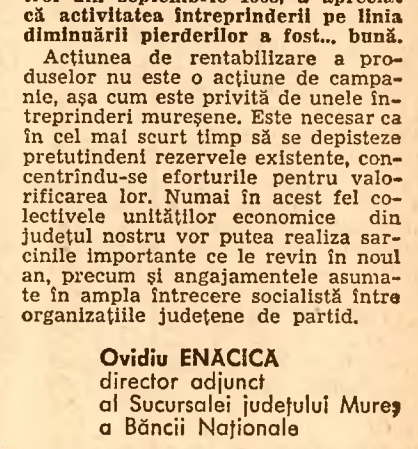 că activitatea întreprinderii pe linia
diminuării pierderilor a fost... bună.
Acțiunea de rentabilizare a pro-
duselor nu este o acțiune de campa-
nie, așa cum este privită de unele în-
treprinderi mureșene. Este necesar ca
în cel mai scurt timp să se depisteze
pretutindeni rezervele existente, con-
centrîndu-se eforturile pentru valo-
rificarea lor. Numai în acest fel co-
lectivele unităților economice din
județul nostru vor putea realiza sar-
cinile importante ce le revin în noul
an, precum și angajamentele asuma-
te în ampla întrecere socialistă între
organizațiile județene de partid.
Ovidiu ENĂCICĂ
director adjunct
al Sucursalei județului Mureș
a Băncii Naționale